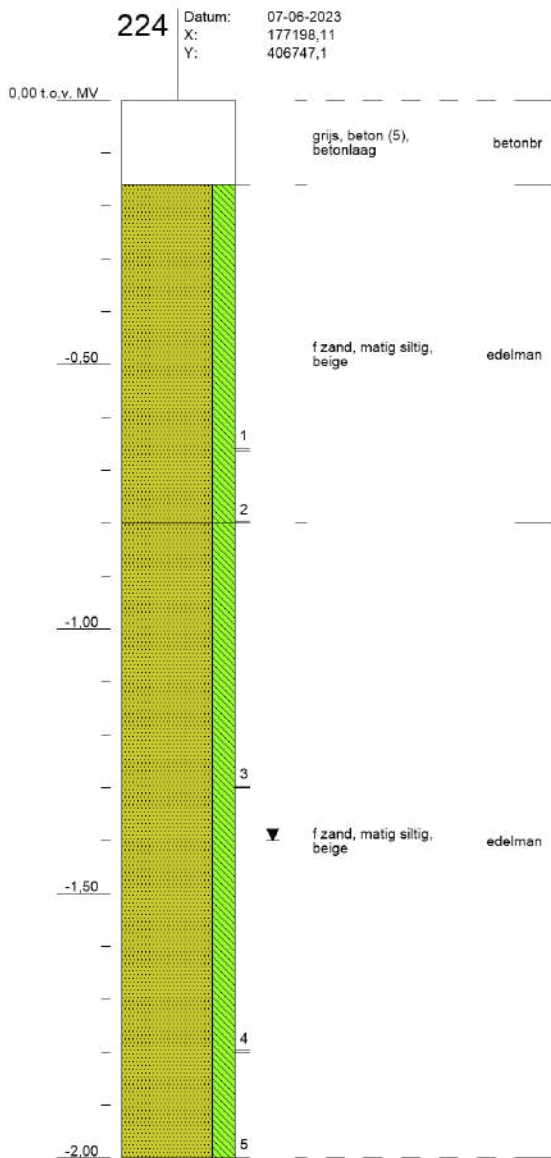 224
Datum: 07-06-2023
X: 177198,11
Y: 406747,1
0,00 t.o.v. MV
grijs, beton (5),
betonlaag
betonbr
-0,50
f zand, matig siltig,
beige
edelman
1
2
-1,00
3
f zand, matig siltig,
beige
edelman
-1,50
4
-2,00
5